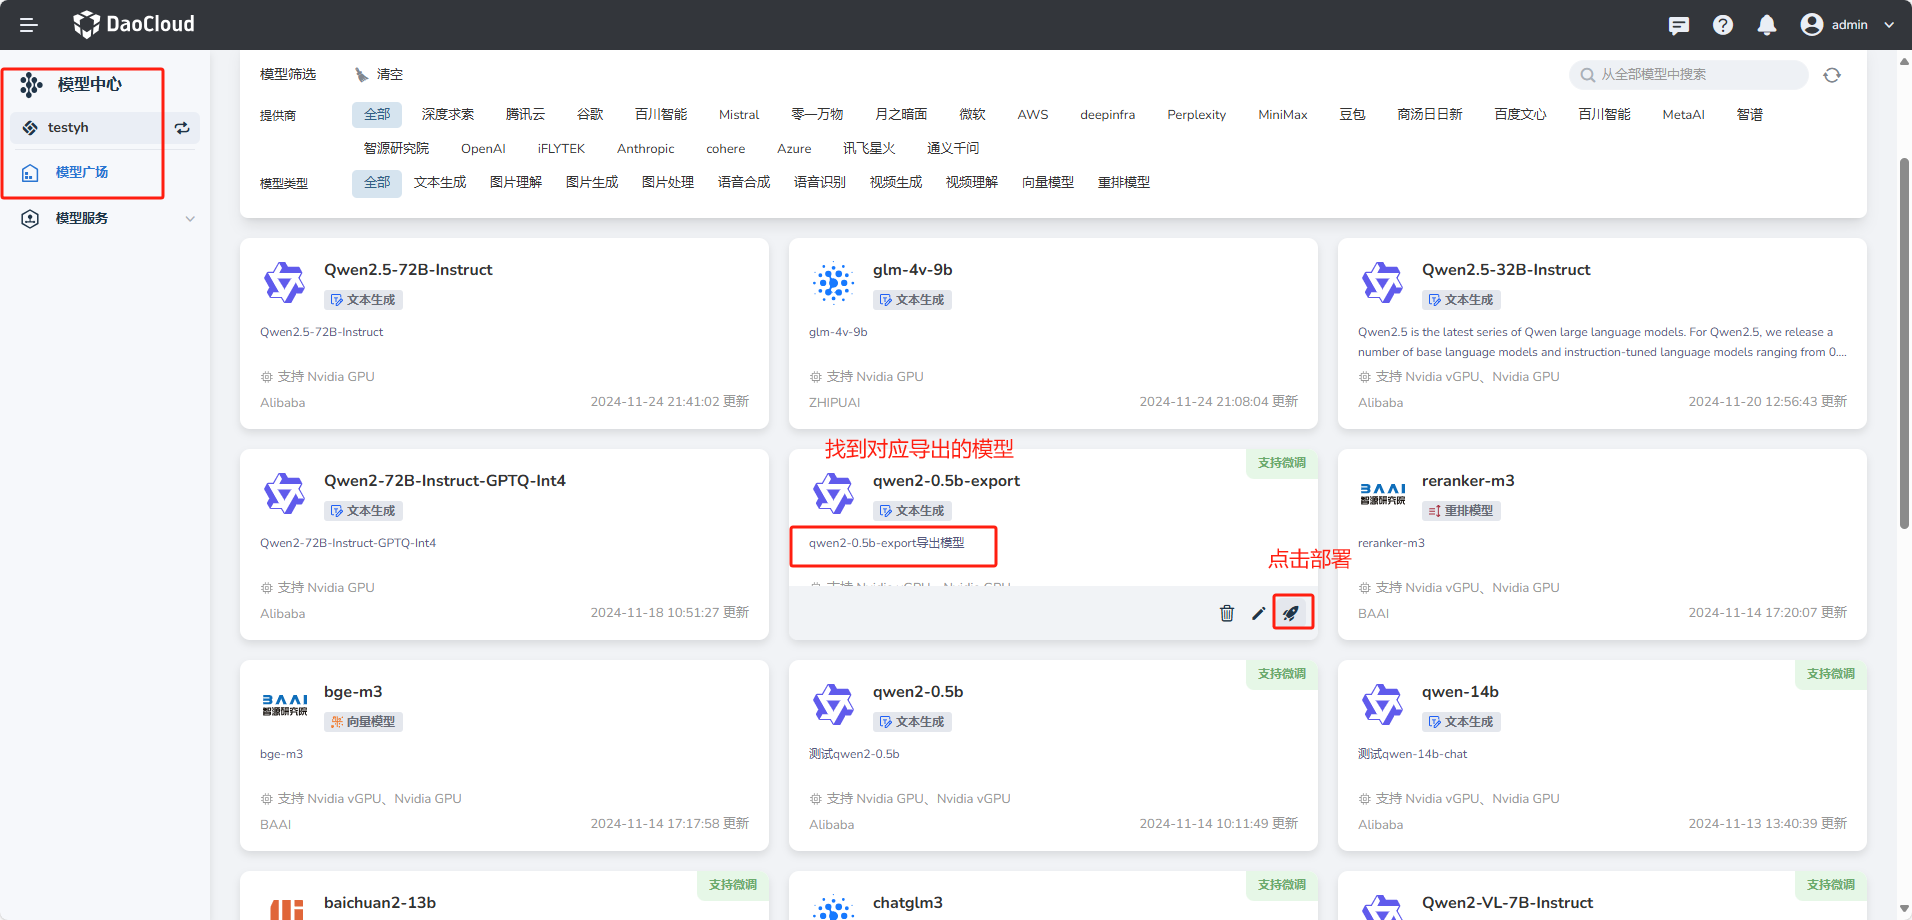 DaoCloud
admin
模型中心
testyh
模型广场
模型服务
模型筛选 清空 从全部模型中搜索
提供商 全部 深度求索 腾讯云 谷歌 百川智能 Mistral 零一万物 月之暗面 微软 AWS deepinfra Perplexity MiniMax 豆包 商汤日日新 百度文心 百川智能 MetaAI 智谱
智源研究院 OpenAI iFLYTEK Anthropic cohere Azure 讯飞星火 通义千问
模型类型 全部 文本生成 图片理解 图片生成 图片处理 语音合成 语音识别 视频生成 视频理解 向量模型 重排模型
Qwen2.5-72B-Instruct
文本生成
Qwen2.5-72B-Instruct
支持 Nvidia GPU
Alibaba 2024-11-24 21:41:02 更新
glm-4v-9b
文本生成
glm-4v-9b
支持 Nvidia GPU
ZHIPUAI 2024-11-24 21:08:04 更新
Qwen2.5-32B-Instruct
文本生成
Qwen2.5 is the latest series of Qwen large language models. For Qwen2.5, we release a
number of base language models and instruction-tuned language models ranging from 0....
支持 Nvidia vGPU、Nvidia GPU
Alibaba 2024-11-20 12:56:43 更新
Qwen2-72B-Instruct-GPTQ-Int4
文本生成
Qwen2-72B-Instruct-GPTQ-Int4
支持 Nvidia GPU
Alibaba 2024-11-18 10:51:27 更新
找到对应导出的模型
支持微调
qwen2-0.5b-export
文本生成
qwen2-0.5b-export导出模型
支持 Nvidia vGPU、Nvidia GPU
点击部署
BAAI
智源研究院
reranker-m3
重排模型
reranker-m3
支持 Nvidia vGPU、Nvidia GPU
BAAI 2024-11-14 17:20:07 更新
BAAI
智源研究院
bge-m3
向量模型
bge-m3
支持 Nvidia vGPU、Nvidia GPU
BAAI 2024-11-14 17:17:58 更新
支持微调
qwen2-0.5b
文本生成
测试qwen2-0.5b
支持 Nvidia GPU、Nvidia vGPU
Alibaba 2024-11-14 10:11:49 更新
支持微调
qwen-14b
文本生成
测试qwen-14b-chat
支持 Nvidia vGPU、Nvidia GPU
Alibaba 2024-11-13 13:40:39 更新
支持微调
baichuan2-13b
支持微调
chatglm3
支持微调
Qwen2-VL-7B-Instruct